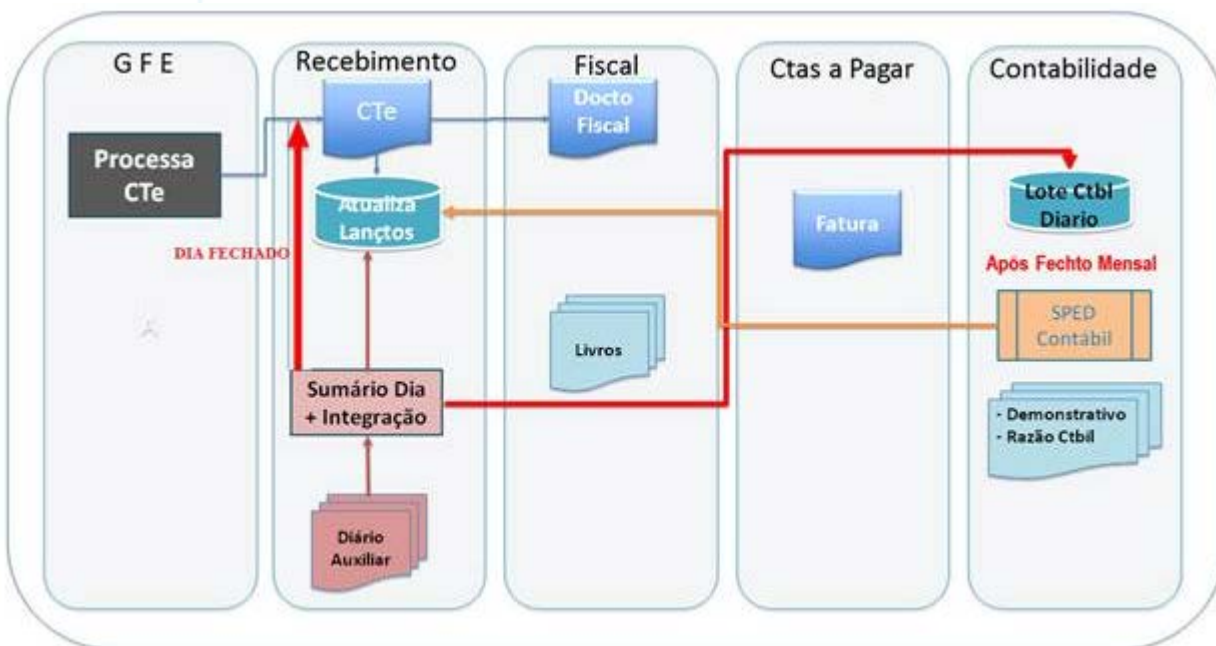 G F E
Recebimento
Fiscal
Ctas a Pagar
Contabilidade
Processa
CTe
CTe
Docto
Fiscal
Atualiza
Lançtos
DIA FECHADO
Fatura
Lote Ctbl
Diario
Após Fechto Mensal
SPED
Contábil
Livros
Sumário Dia
+ Integração
- Demonstrativo
- Razão Ctbil
Diário
Auxiliar